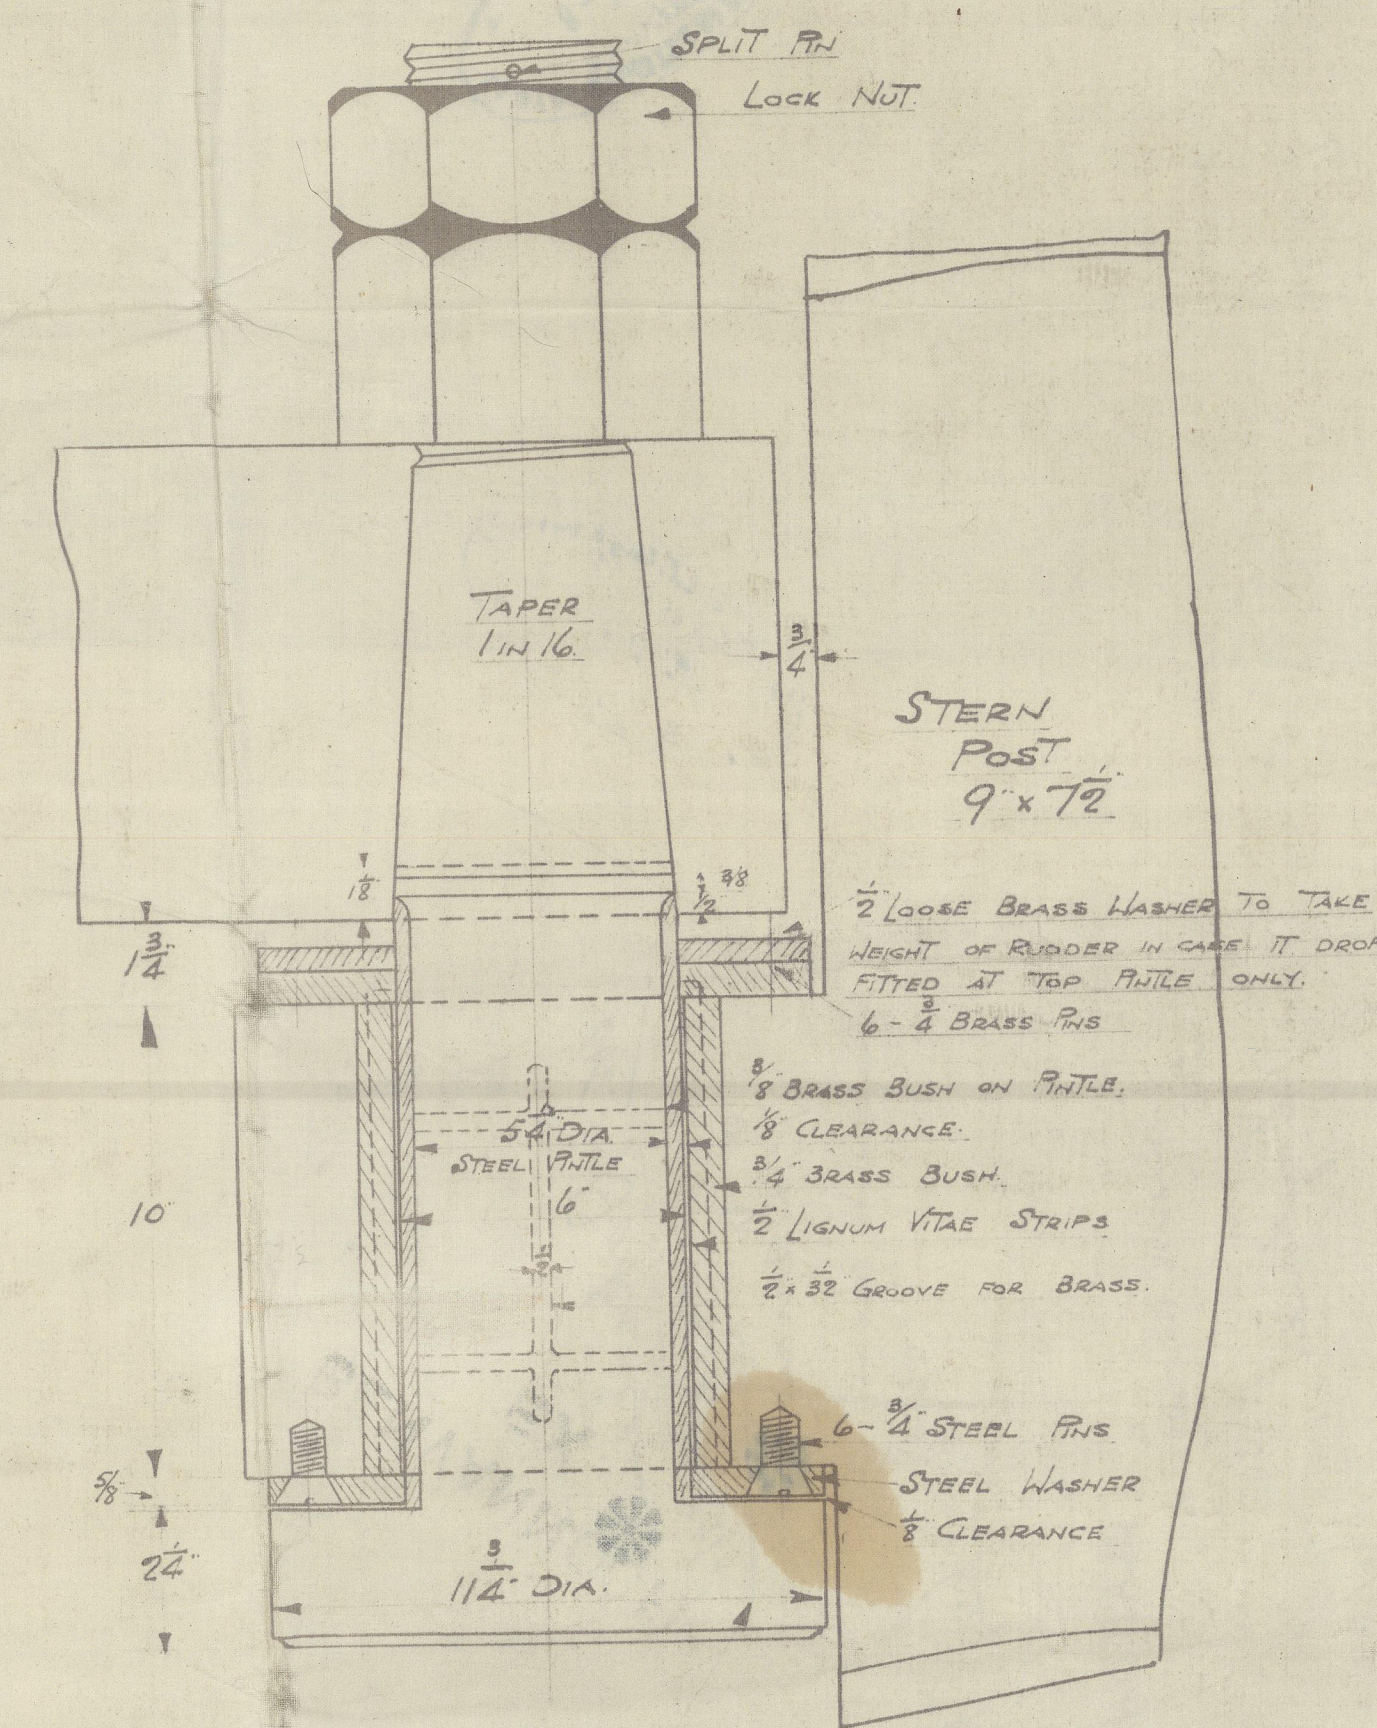 SPLIT PIN
LOCK NUT.
TAPER
1 IN 16.
3/4"
STERN
POST
9" x 7 1/2"
1/8
1/2 3/8
1/2" LOOSE BRASS WASHER TO TAKE
WEIGHT OF RUDDER IN CASE IT DROP
FITTED AT TOP PINTLE ONLY.
6 - 3/4" BRASS PINS
1 3/4"
3/8" BRASS BUSH ON PINTLE.
1/8" CLEARANCE.
3/4" BRASS BUSH.
1/2" LIGNUM VITAE STRIPS
1/2" x 1/32" GROOVE FOR BRASS.
DIA.
STEEL PINTLE
6"
1/2
10"
6 - 3/4" STEEL PINS
STEEL WASHER
1/8" CLEARANCE
5/8"
2 1/4"
11 3/4" DIA.